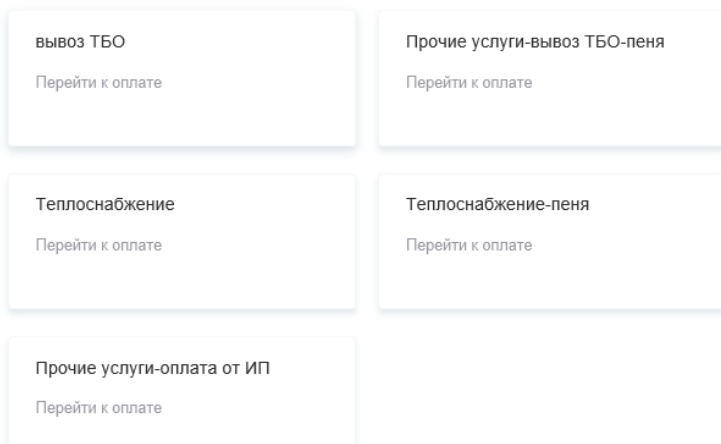 вывоз ТБО
Перейти к оплате
Прочие услуги-вывоз ТБО-пеня
Перейти к оплате
Теплоснабжение
Перейти к оплате
Теплоснабжение-пеня
Перейти к оплате
Прочие услуги-оплата от ИП
Перейти к оплате